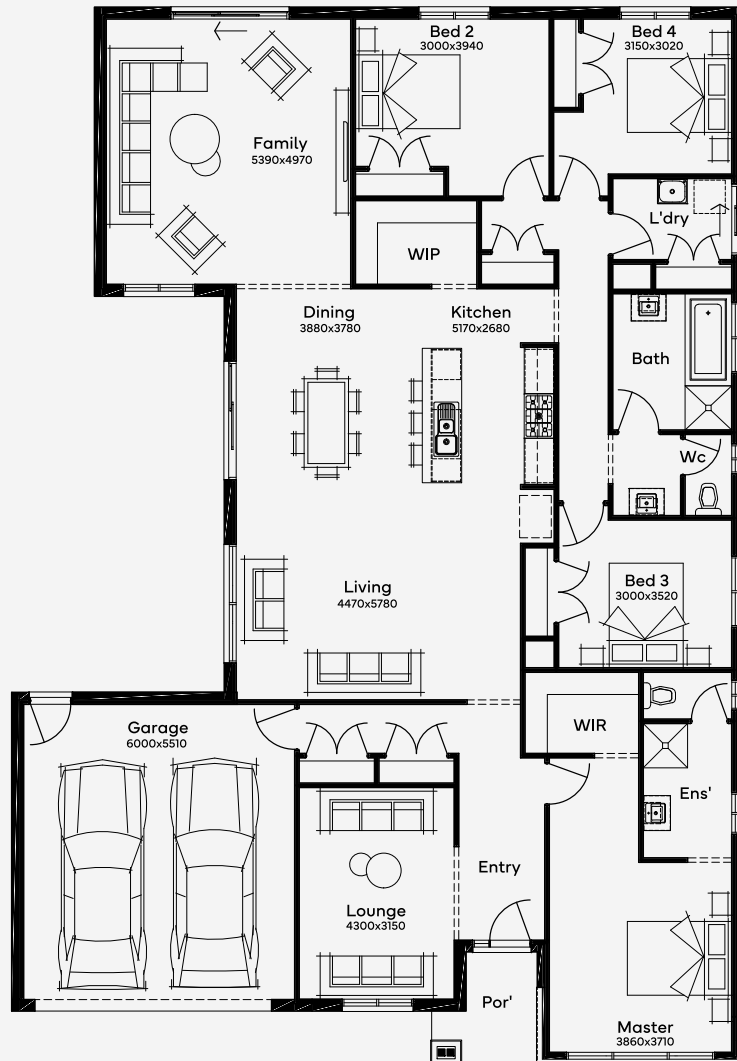 Bed 2
3000x3940
Bed 4
3150x3020
Family
5390x4970
L'dry
WIP
Dining
3880x3780
Kitchen
5170x2680
Bath
Wc
Living
4470x5780
Bed 3
3000x3520
Garage
6000x5510
WIR
Ens'
Entry
Lounge
4300x3150
Por'
Master
3860x3710